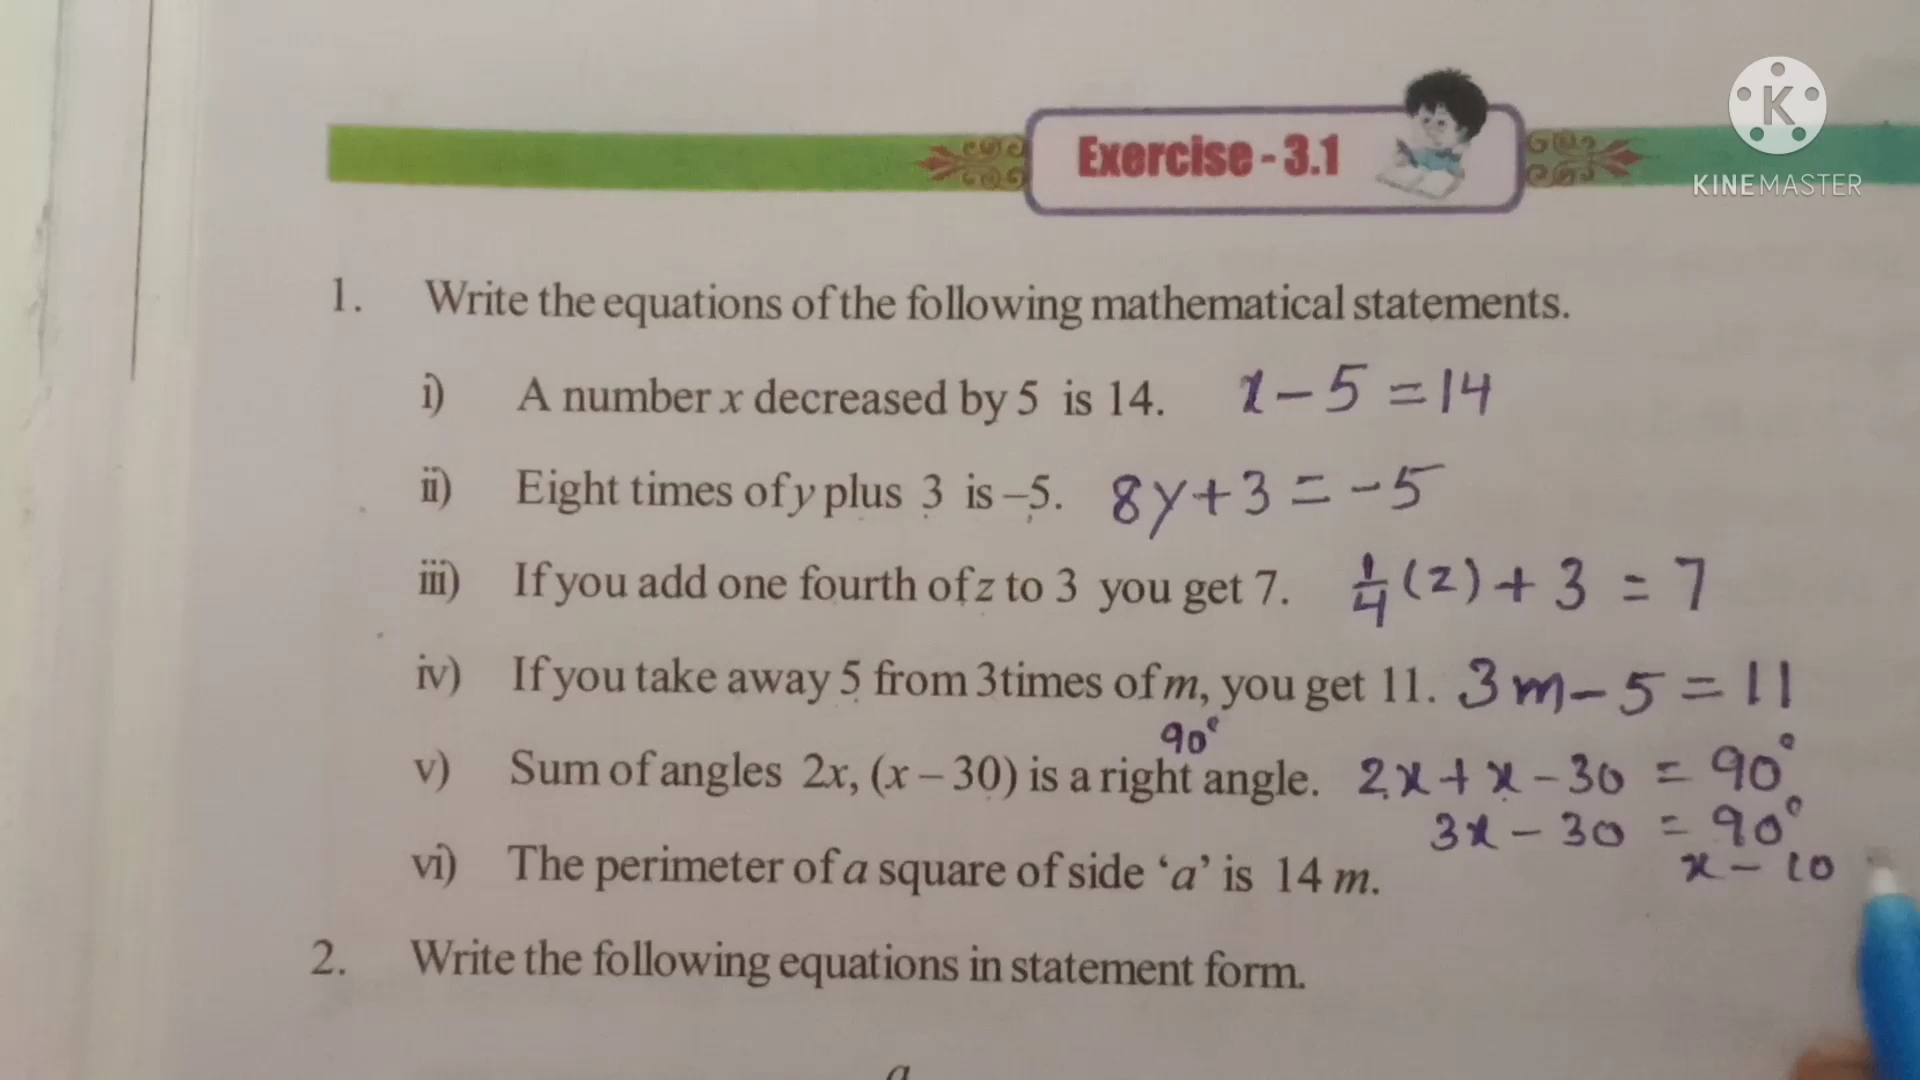 K
KINEMASTER
Exercise - 3.1
1. Write the equations of the following mathematical statements.
i) A number x decreased by 5 is 14. x - 5 = 14
ii) Eight times of y plus 3 is –5. 8y + 3 = -5
iii) If you add one fourth of z to 3 you get 7. 1/4 (z) + 3 = 7
iv) If you take away 5 from 3times of m, you get 11. 3m - 5 = 11
90°
v) Sum of angles 2x, (x – 30) is a right angle. 2x + x - 30 = 90°
3x - 30 = 90°
x - 10
vi) The perimeter of a square of side ‘a’ is 14 m.
2. Write the following equations in statement form.